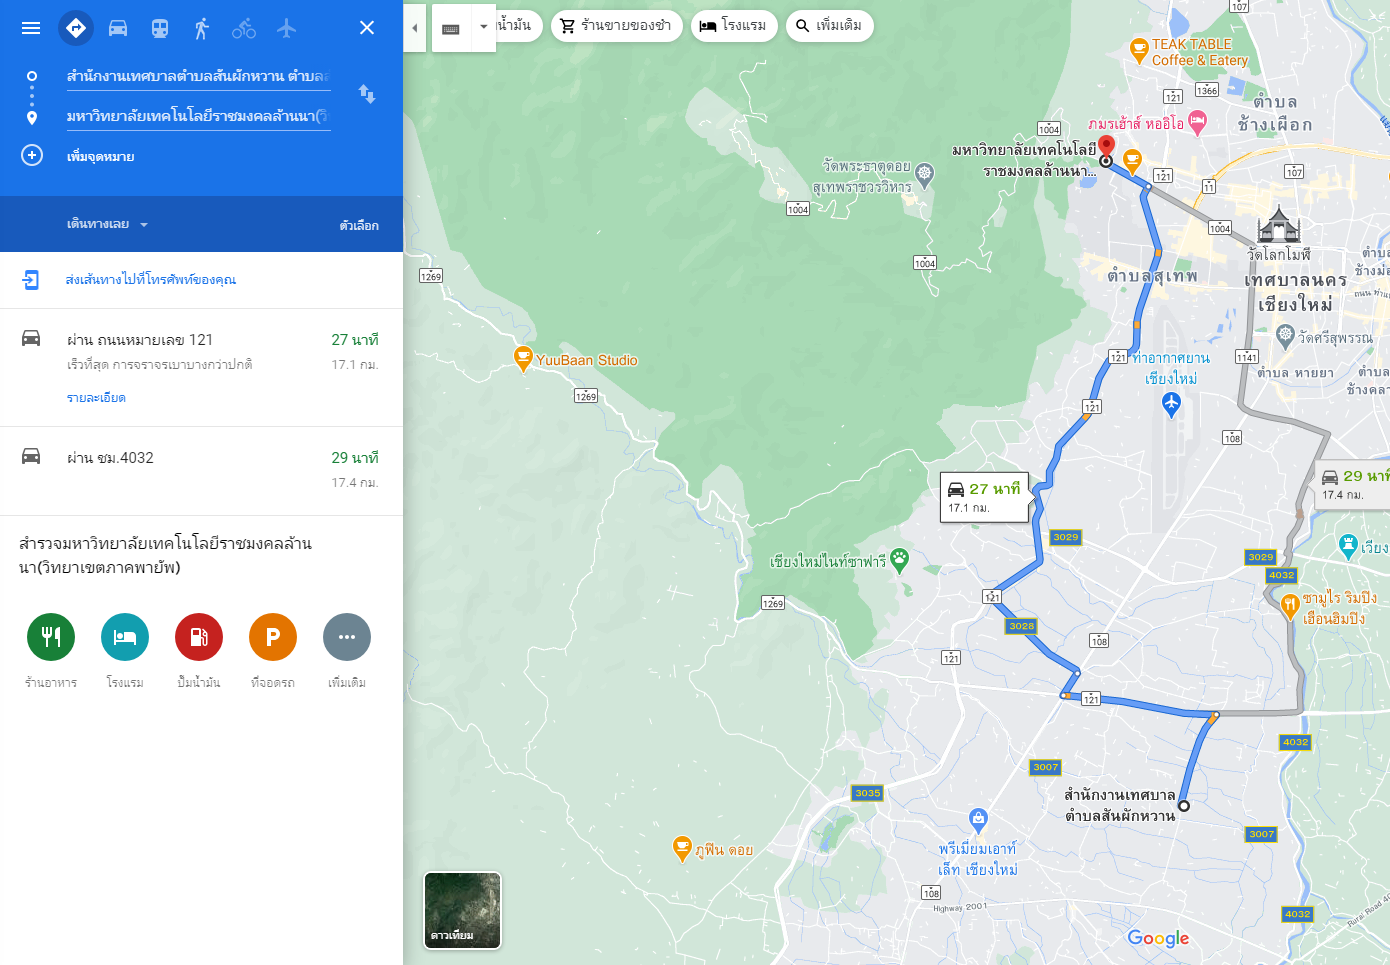 สำนักงานเทศบาลตำบลสันผักหวาน
มหาวิทยาลัยเทคโนโลยีราชมงคลล้านนา
เพิ่มจุดหมาย
เดินทางเลย
ตัวเลือก
ส่งเส้นทางไปที่โทรศัพท์ของคุณ
ผ่าน ถนนหมายเลข 121
27 นาที
เร็วที่สุด การจราจรเบาบางกว่าปกติ
17.1 กม.
รายละเอียด
ผ่าน ชม.4032
29 นาที
17.4 กม.
สำรวจมหาวิทยาลัยเทคโนโลยีราชมงคลล้าน
นา(วิทยาเขตภาคพายัพ)
ร้านอาหาร
โรงแรม
ปั๊มน้ำมัน
ที่จอดรถ
เพิ่มเติม
ร้านขายของชำ
โรงแรม
เพิ่มเติม
107
TEAK TABLE
Coffee & Eatery
1366
121
ตำบล
ช้างเผือก
ภมรเฮ้าส์ หออิโอ
1004
มหาวิทยาลัยเทคโนโลยี
ราชมงคลล้านนา...
วัดพระธาตุดอย
สุเทพราชวรวิหาร
121
11
107
1004
1004
วัดโลกโมฬี
1004
1269
ตำบลสุเทพ
เทศบาลนคร
เชียงใหม่
วัดศรีสุพรรณ
121
ท่าอากาศยาน
เชียงใหม่
1141
ตำบล หายยา
YuuBaan Studio
1269
121
108
27 นาที
17.1 กม.
29 นาที
17.4 กม.
3029
3029
4032
เชียงใหม่ไนท์ซาฟารี
1269
121
3028
108
ซามูไร ริมปิง
เฮือนฮิมปิง
121
121
4032
3007
3035
สำนักงานเทศบาล
ตำบลสันผักหวาน
3007
พรีเมี่ยมเอาท์
เล็ท เชียงใหม่
ภูฟิน ดอย
108
Highway 2001
4032
Google
ดาวเทียม